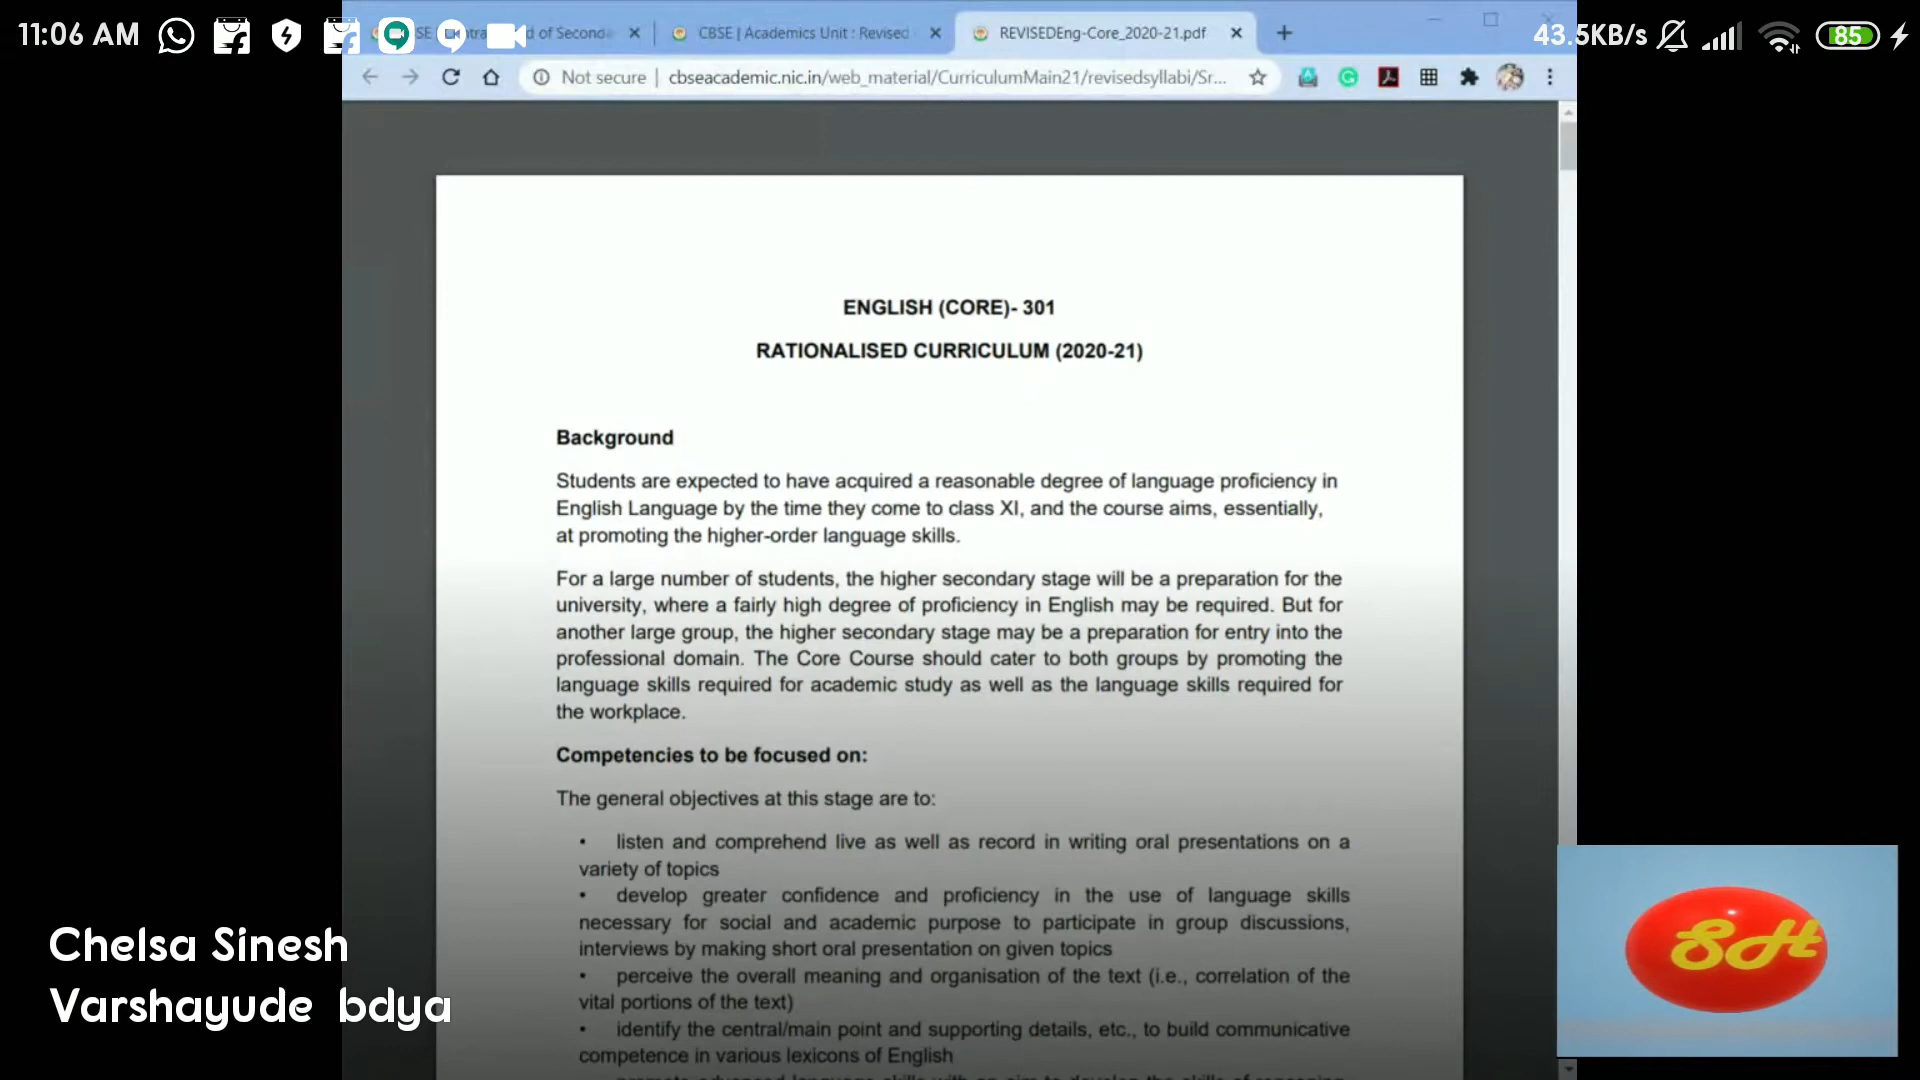 11:06 AM
43.5KB/s
85
d of Second
CBSE | Academics Unit : Revised
REVISEDEng-Core_2020-21.pdf
Not secure | cbseacademic.nic.in/web_material/CurriculumMain21/revisedsyllabi/Sr...
ENGLISH (CORE)- 301
RATIONALISED CURRICULUM (2020-21)
Background
Students are expected to have acquired a reasonable degree of language proficiency in
English Language by the time they come to class XI, and the course aims, essentially,
at promoting the higher-order language skills.
For a large number of students, the higher secondary stage will be a preparation for the
university, where a fairly high degree of proficiency in English may be required. But for
another large group, the higher secondary stage may be a preparation for entry into the
professional domain. The Core Course should cater to both groups by promoting the
language skills required for academic study as well as the language skills required for
the workplace.
Competencies to be focused on:
The general objectives at this stage are to:
• listen and comprehend live as well as record in writing oral presentations on a
variety of topics
• develop greater confidence and proficiency in the use of language skills
necessary for social and academic purpose to participate in group discussions,
interviews by making short oral presentation on given topics
• perceive the overall meaning and organisation of the text (i.e., correlation of the
vital portions of the text)
• identify the central/main point and supporting details, etc., to build communicative
competence in various lexicons of English
Chelsa Sinesh
Varshayude bdya
SH